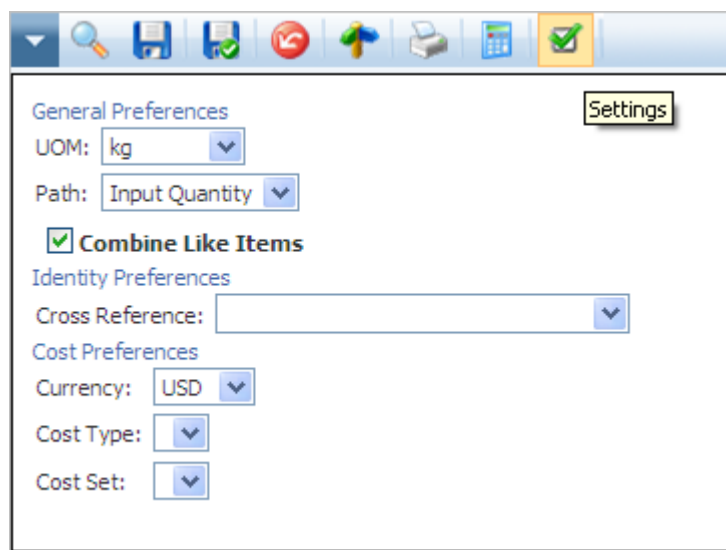 Settings
General Preferences
UOM: kg
Path: Input Quantity
Combine Like Items
Identity Preferences
Cross Reference:
Cost Preferences
Currency: USD
Cost Type:
Cost Set: